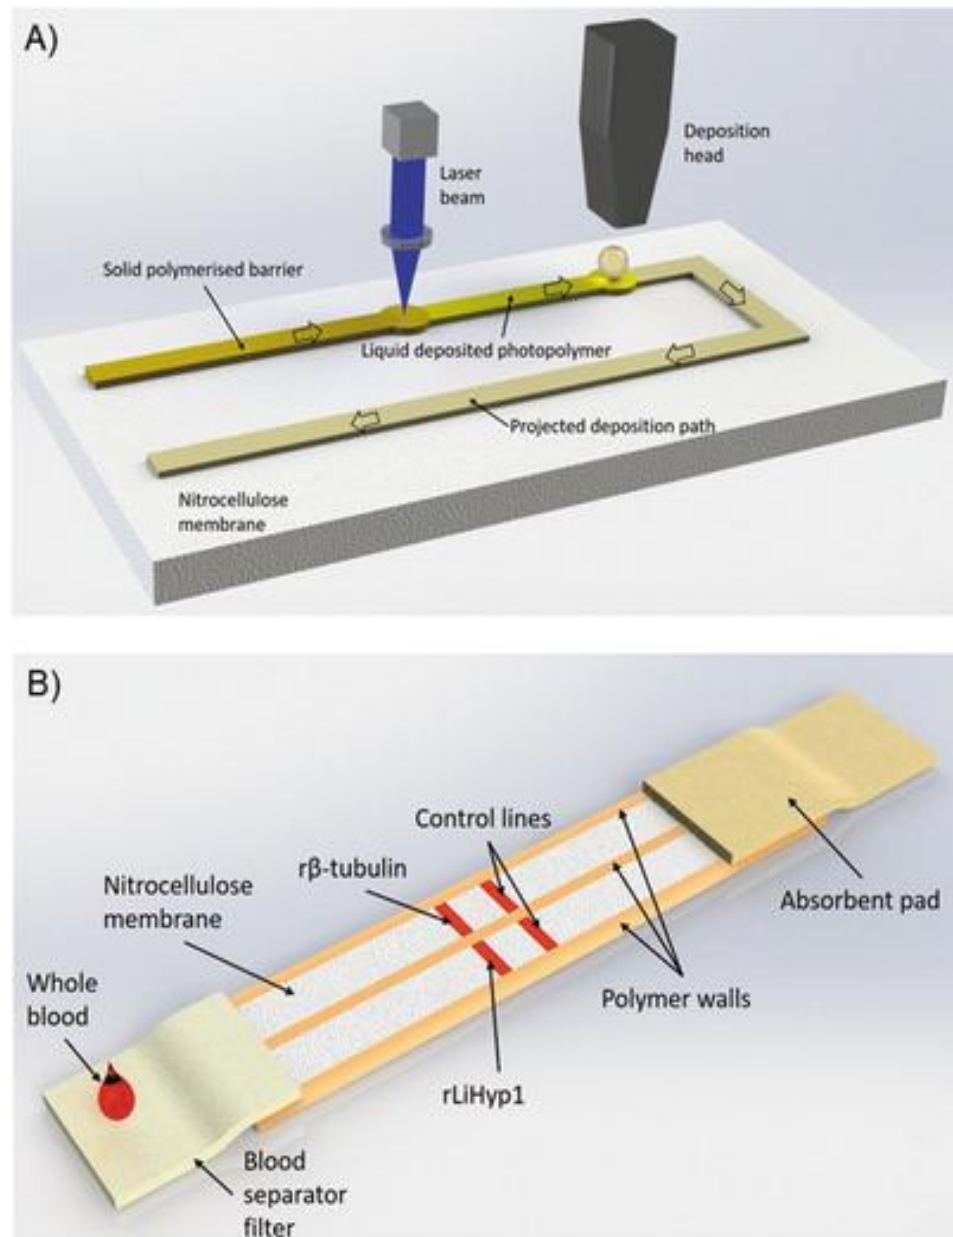 A)
Deposition
head
Laser
beam
Solid polymerised barrier
Liquid deposited photopolymer
Projected deposition path
Nitrocellulose
membrane
B)
Control lines
rβ-tubulin
Nitrocellulose
membrane
Absorbent pad
Whole
blood
Polymer walls
rLiHyp1
Blood
separator
filter